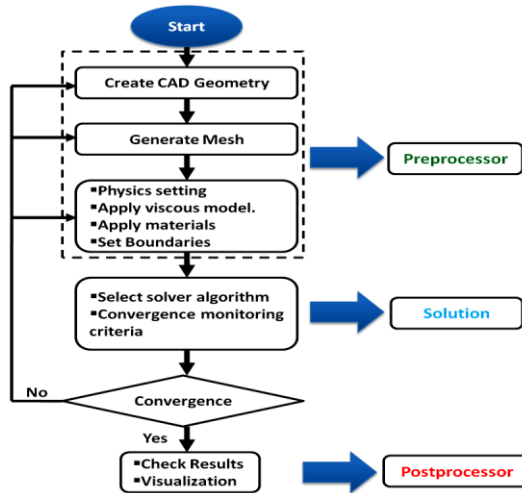 Start
Create CAD Geometry
Generate Mesh
Preprocessor
▪Physics setting
▪Apply viscous model.
▪Apply materials
▪Set Boundaries
▪Select solver algorithm
▪Convergence monitoring
criteria
Solution
No
Convergence
Yes
▪Check Results
▪Visualization
Postprocessor